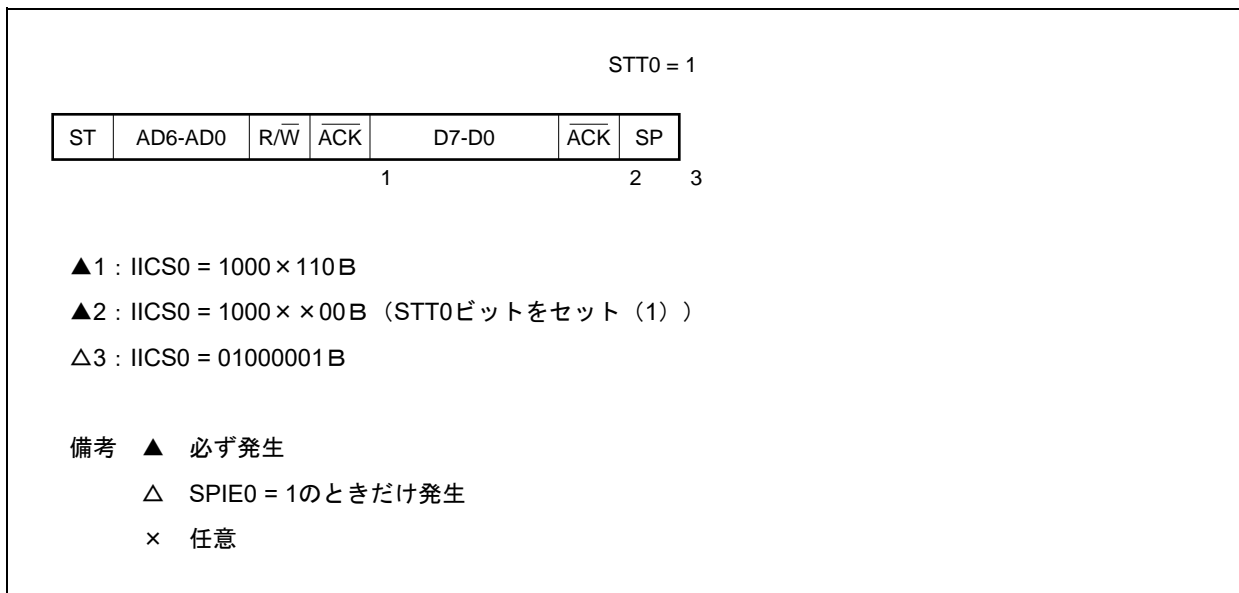 STT0 = 1
ST AD6-AD0 R/W̅ A̅C̅K̅ D7-D0 A̅C̅K̅ SP
1 2 3
▲1：IICS0 = 1000×110B
▲2：IICS0 = 1000××00B（STT0ビットをセット（1））
△3：IICS0 = 01000001B
備考 ▲ 必ず発生
△ SPIE0 = 1のときだけ発生
× 任意